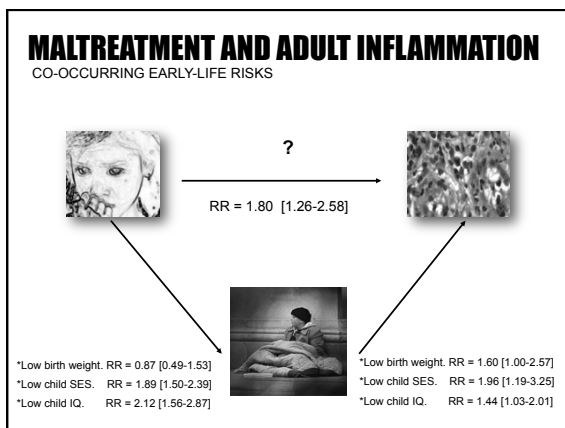 MALTREATMENT AND ADULT INFLAMMATION
CO-OCCURRING EARLY-LIFE RISKS
?
RR = 1.80 [1.26-2.58]
*Low birth weight. RR = 0.87 [0.49-1.53]
*Low child SES. RR = 1.89 [1.50-2.39]
*Low child IQ. RR = 2.12 [1.56-2.87]
*Low birth weight. RR = 1.60 [1.00-2.57]
*Low child SES. RR = 1.96 [1.19-3.25]
*Low child IQ. RR = 1.44 [1.03-2.01]